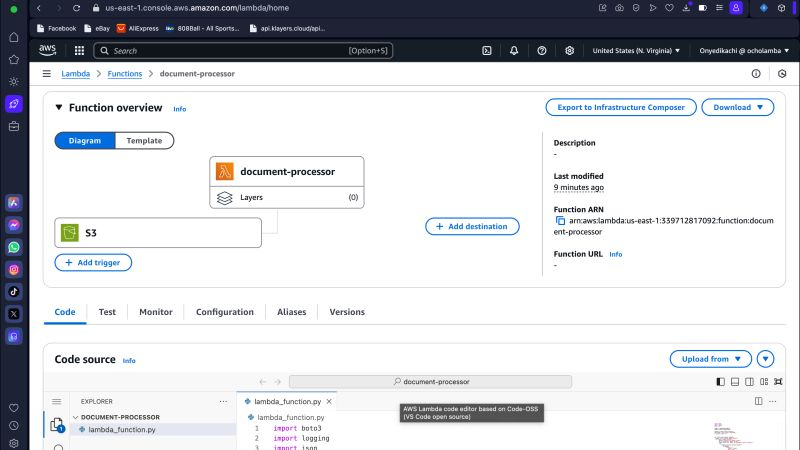 us-east-1.console.aws.amazon.com/lambda/home
Facebook eBay AliExpress 808Ball - All Sports... api.klayers.cloud/api...
aws Search [Option+S] United States (N. Virginia) Onyedikachi @ ocholamba
Lambda Functions document-processor
Function overview Info Export to Infrastructure Composer Download
Diagram Template
document-processor
Layers (0)
S3
Add trigger
Add destination
Description
-
Last modified
9 minutes ago
Function ARN
arn:aws:lambda:us-east-1:339712817092:function:docum
ent-processor
Function URL Info
-
Code Test Monitor Configuration Aliases Versions
Code source Info Upload from
document-processor
EXPLORER ... lambda_function.py
AWS Lambda code editor based on Code-OSS
(VS Code open source)
DOCUMENT-PROCESSOR
lambda_function.py
1
lambda_function.py
1 import boto3
2 import logging
3 import json